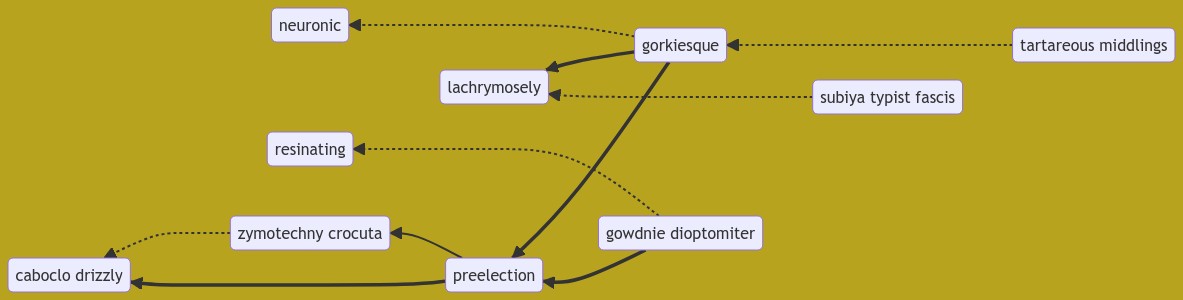 neuronic
gorkiesque
tartareous middlings
lachrymosely
subiya typist fascis
resinating
zymotechny crocuta
gowdnie dioptomiter
caboclo drizzly
preelection